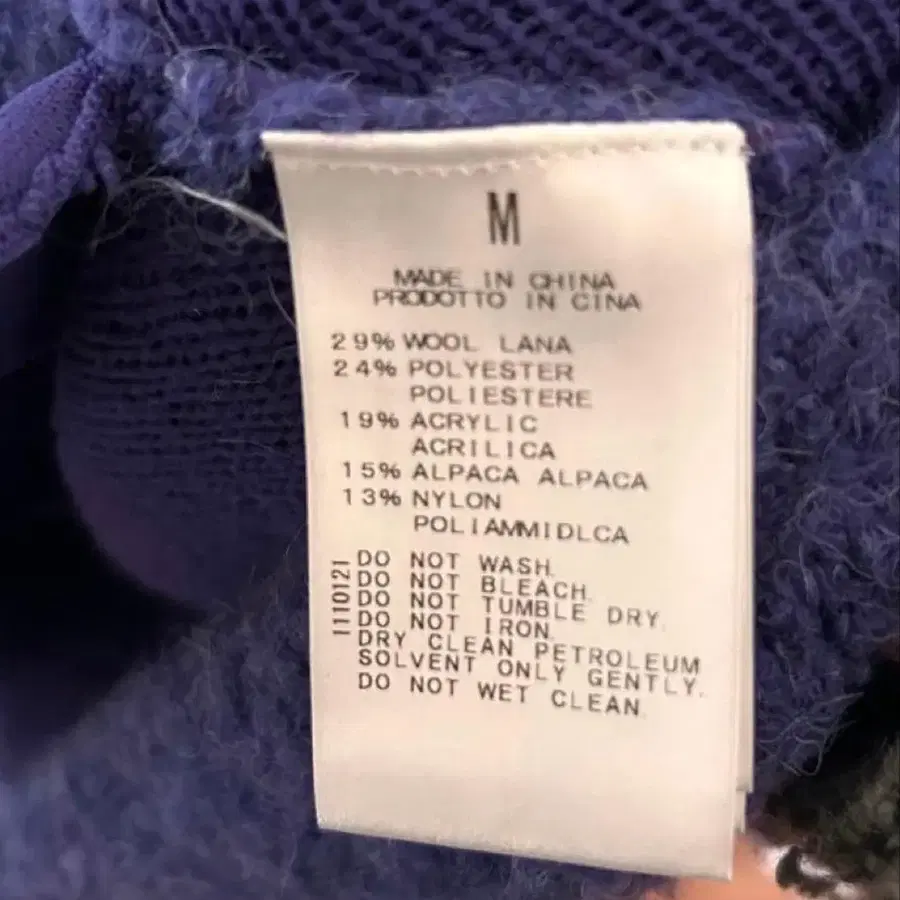 M
MADE IN CHINA
PRODOTTO IN CINA
29% WOOL LANA
24% POLYESTER
POLIESTERE
19% ACRYLIC
ACRILICA
15% ALPACA ALPACA
13% NYLON
POLIAMMIDLCA
1110121
DO NOT WASH.
DO NOT BLEACH.
DO NOT TUMBLE DRY.
DO NOT IRON.
DRY CLEAN PETROLEUM
SOLVENT ONLY GENTLY.
DO NOT WET CLEAN.